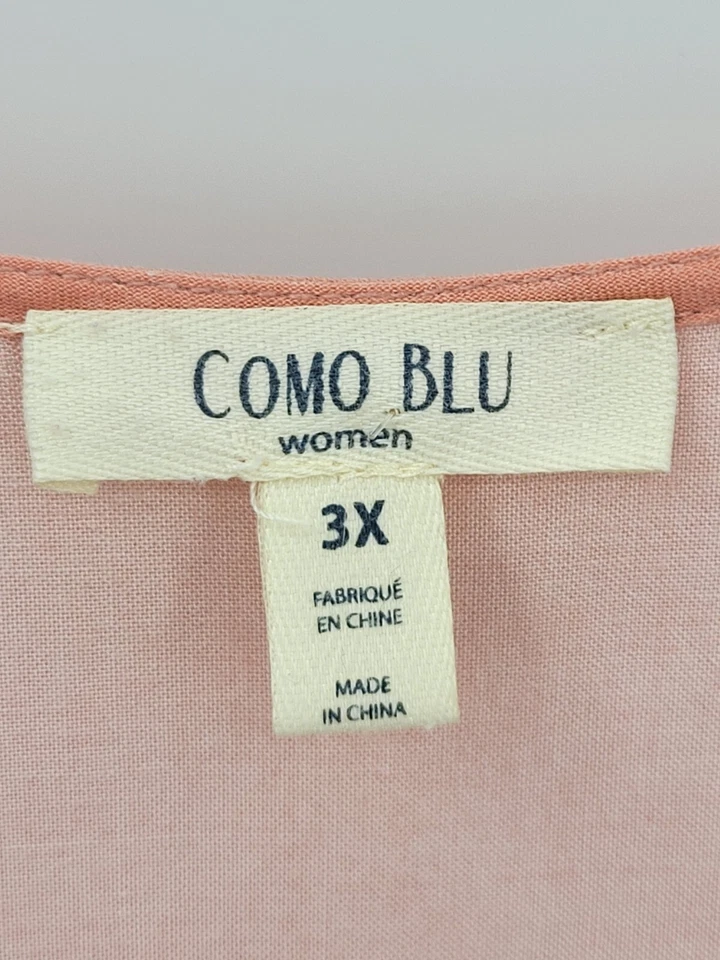 COMO BLU
women
3X
FABRIQUÉ
EN CHINE
MADE
IN CHINA